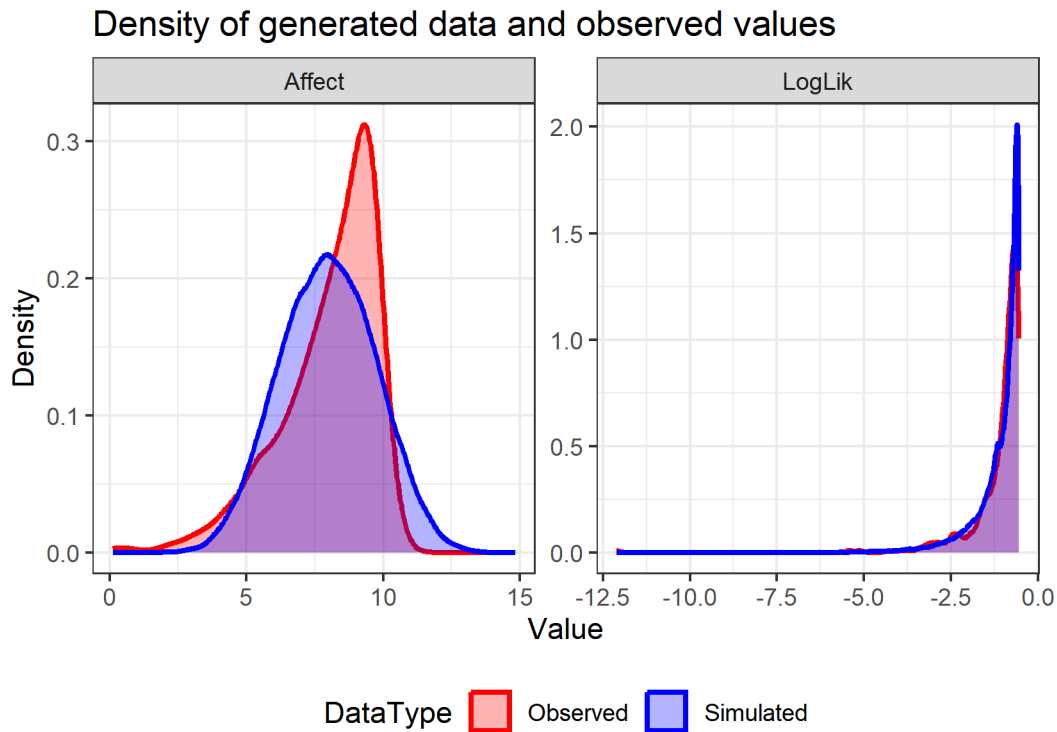 Density of generated data and observed values
Affect
LogLik
Density
0.3
0.2
0.1
0.0
2.0
1.5
1.0
0.5
0.0
0 5 10 15
-12.5 -10.0 -7.5 -5.0 -2.5 0.0
Value
DataType Observed Simulated